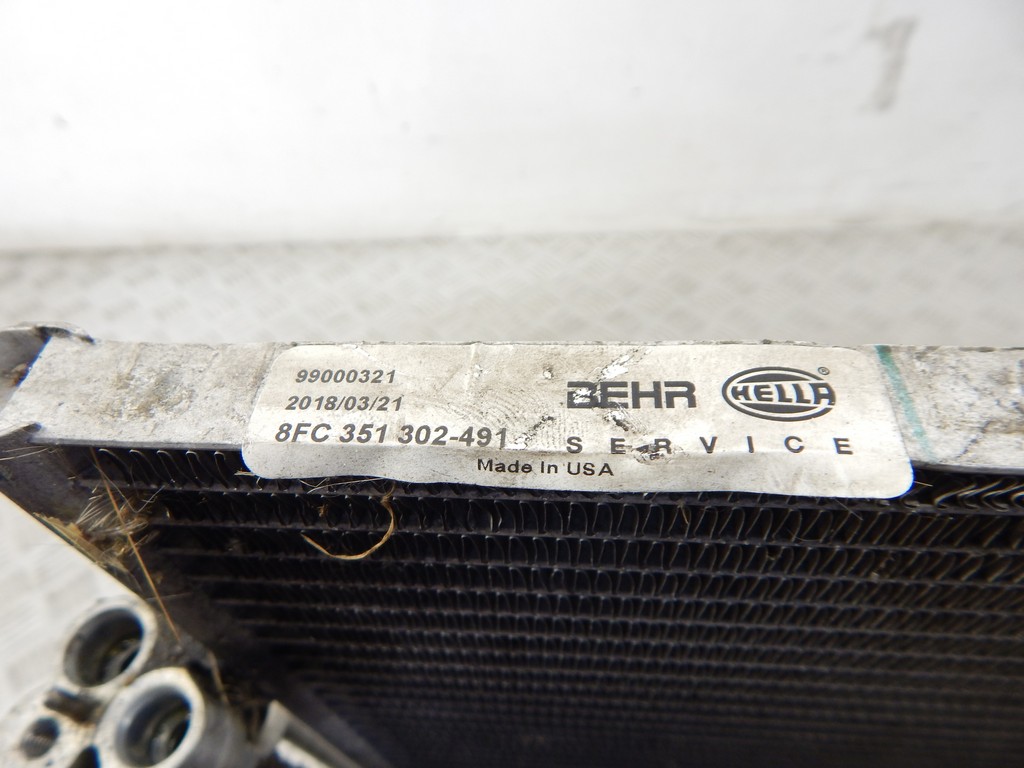 99000321
2018/03/21
8FC 351 302-491
Made In USA
BEHR HELLA®
SERVICE